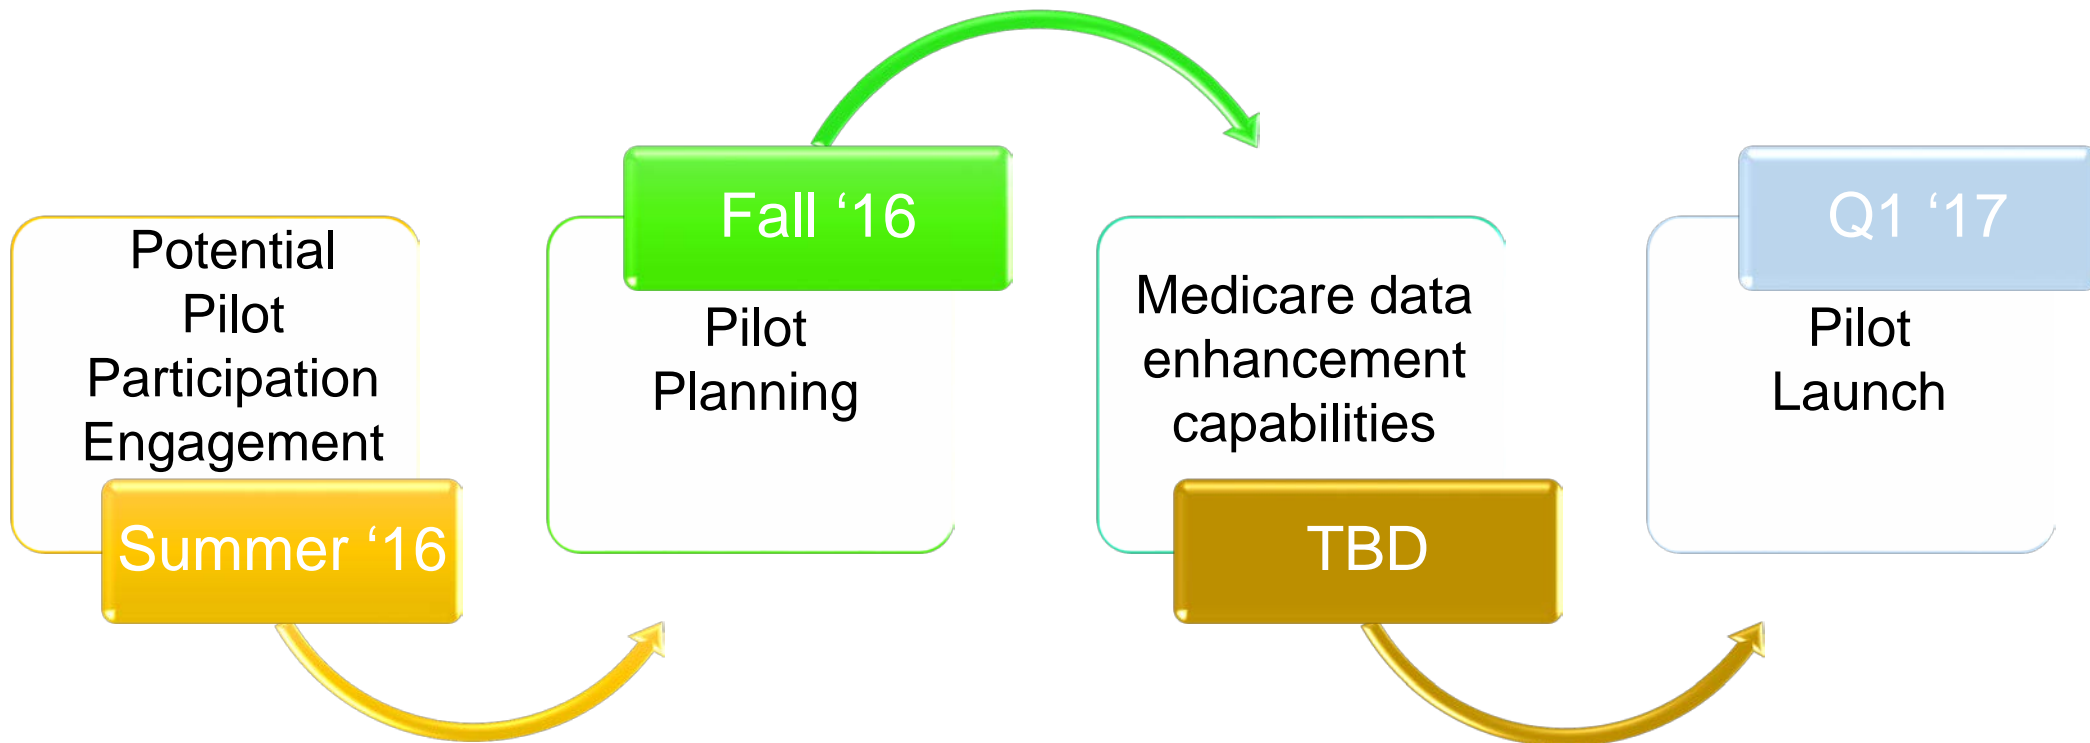 Potential
Pilot
Participation
Engagement
Summer ‘16
Fall ‘16
Pilot
Planning
Medicare data
enhancement
capabilities
TBD
Q1 ‘17
Pilot
Launch